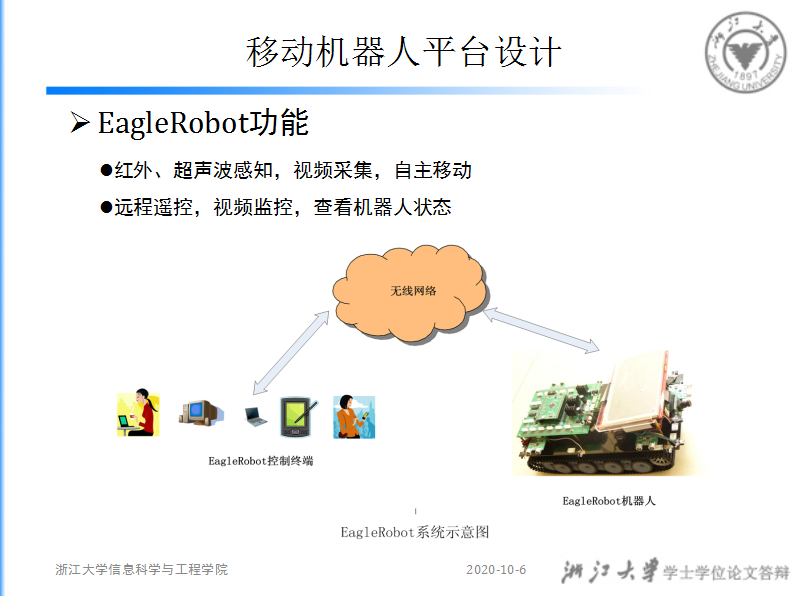 移动机器人平台设计
浙江大学
ZHEJIANG UNIVERSITY
1897
➢ EagleRobot功能
●红外、超声波感知，视频采集，自主移动
●远程遥控，视频监控，查看机器人状态
无线网络
EagleRobot控制终端
EagleRobot机器人
EagleRobot系统示意图
浙江大学信息科学与工程学院
2020-10-6
浙江大学 学士学位论文答辩